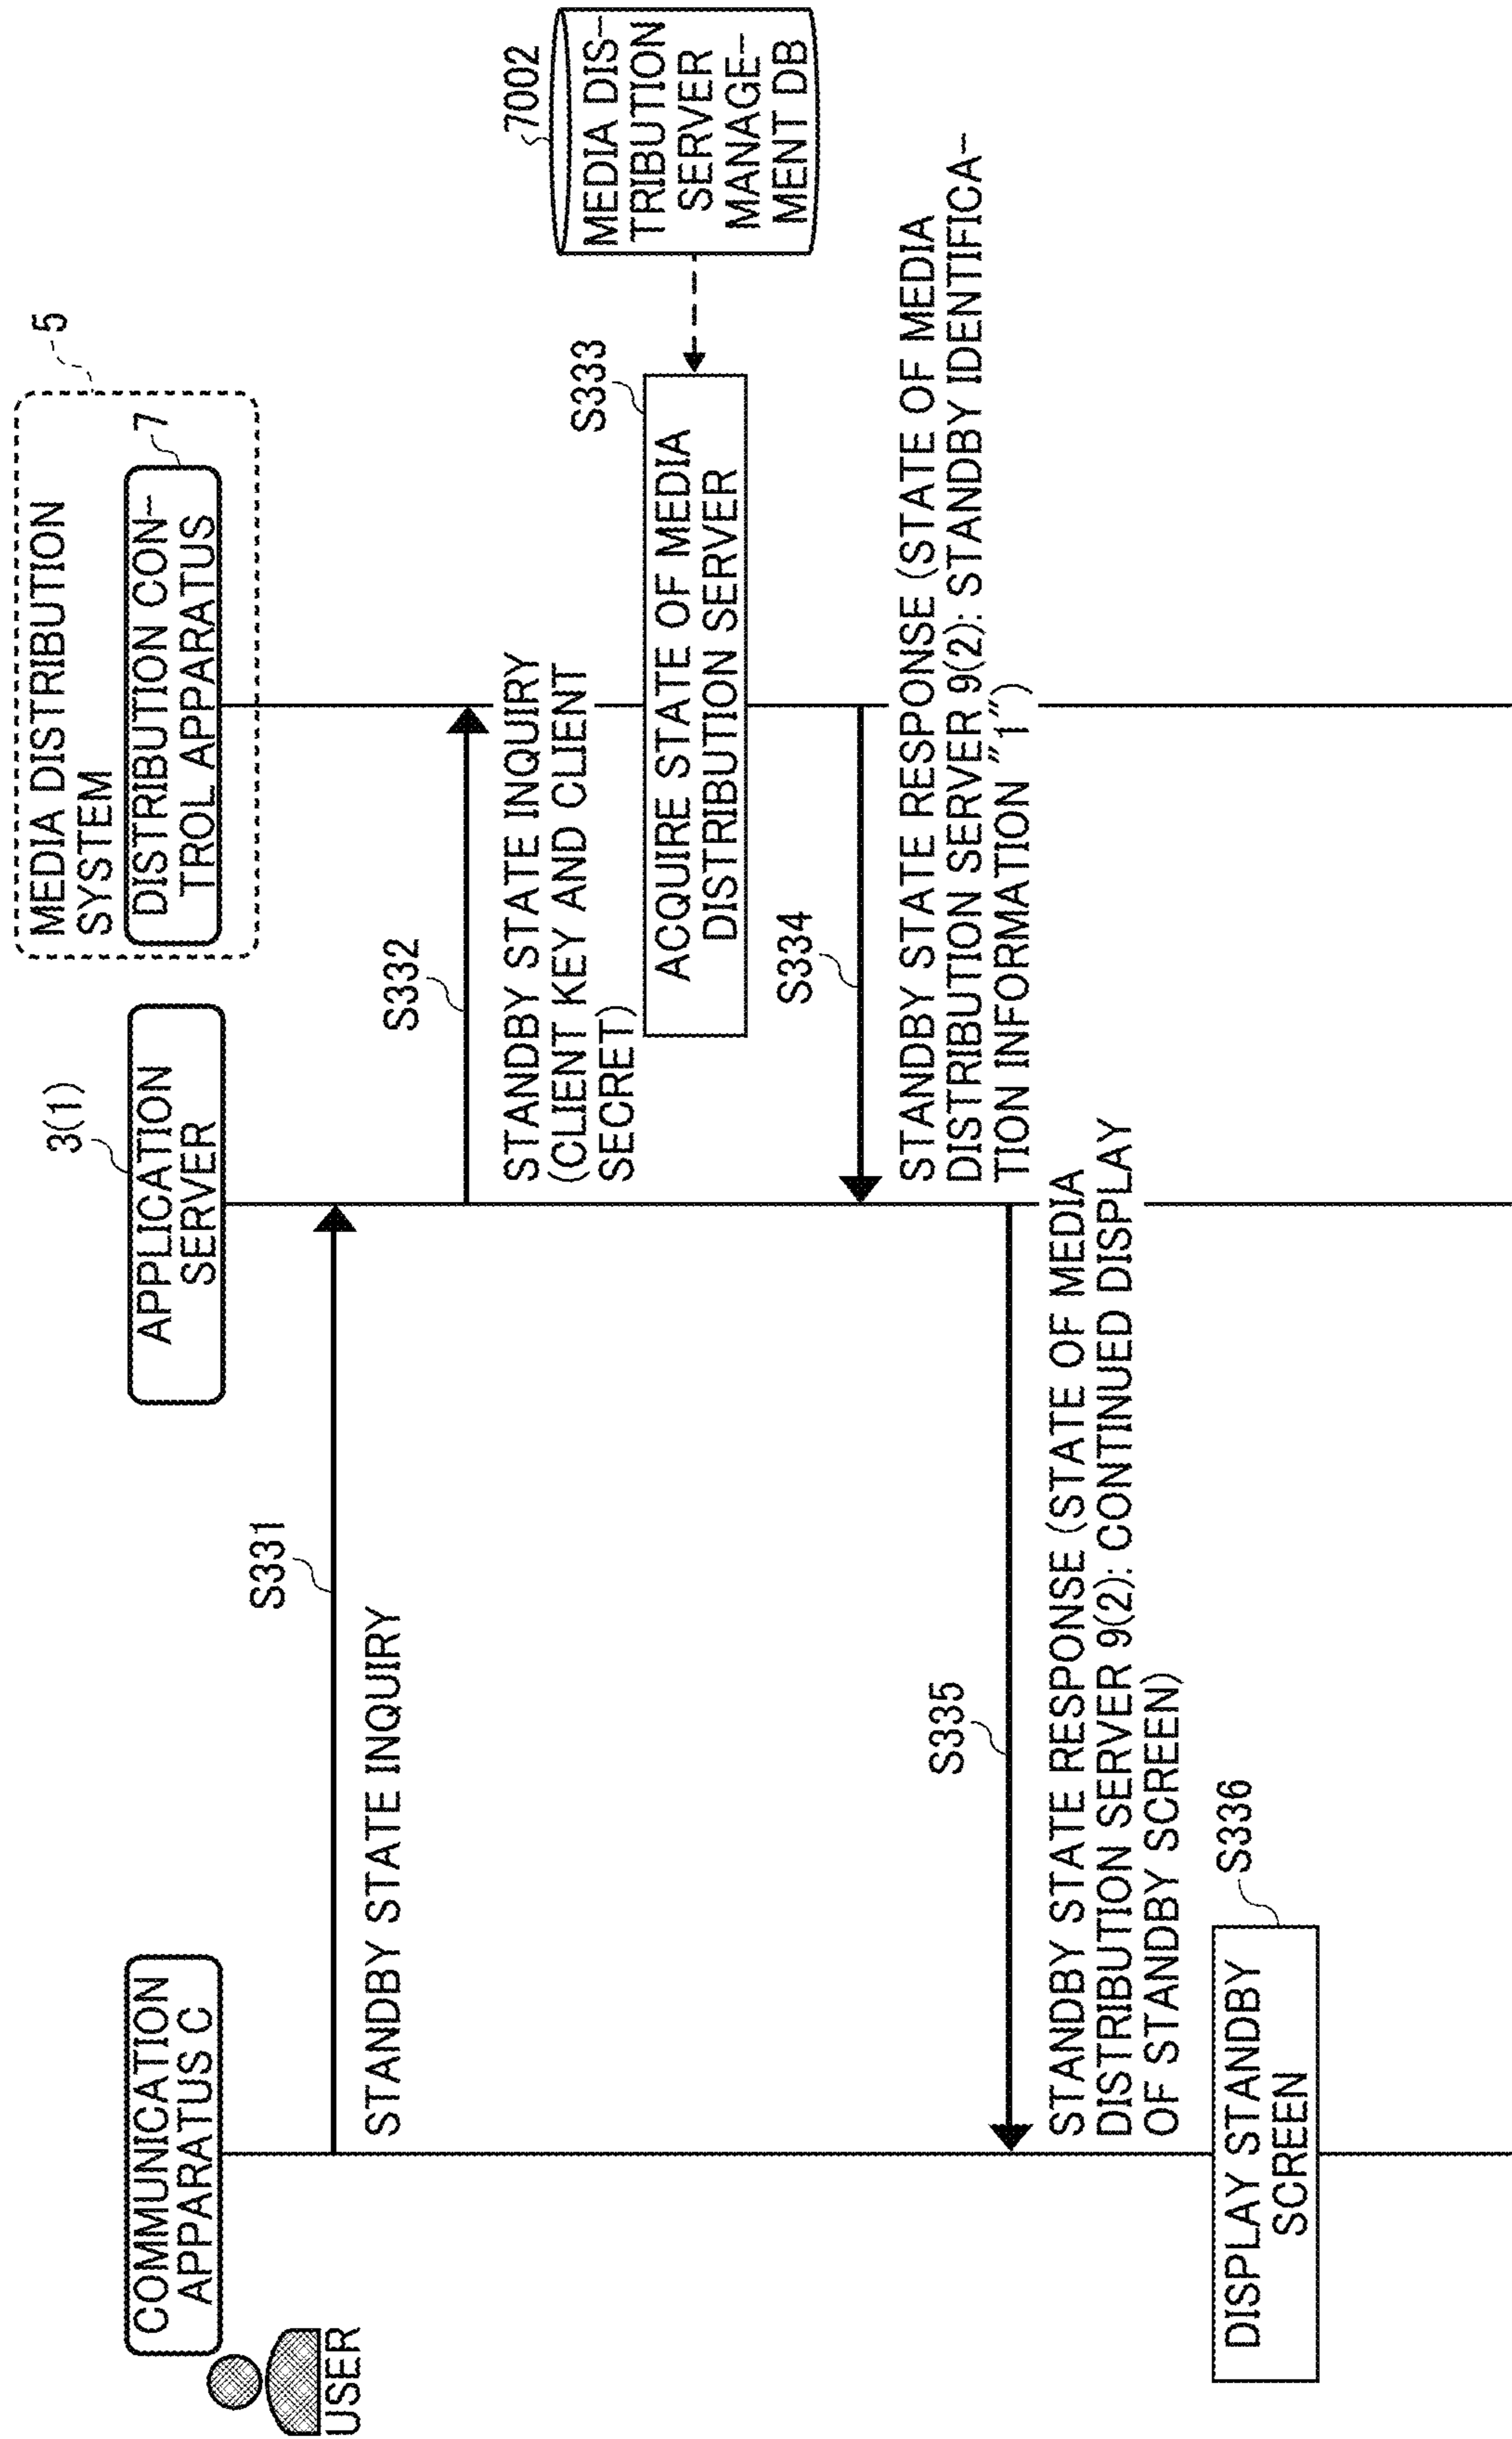 USER
COMMUNICATION
APPARATUS C
3(1)
APPLICATION
SERVER
MEDIA DISTRIBUTION
SYSTEM
5
DISTRIBUTION CON-
TROL APPARATUS
7
S331
STANDBY STATE INQUIRY
S332
STANDBY STATE INQUIRY
(CLIENT KEY AND CLIENT
SECRET)
7002
MEDIA DIS-
TRIBUTION
SERVER
MANAGE-
MENT DB
S333
ACQUIRE STATE OF MEDIA
DISTRIBUTION SERVER
S334
STANDBY STATE RESPONSE (STATE OF MEDIA
DISTRIBUTION SERVER 9(2): STANDBY IDENTIFICA-
TION INFORMATION "1")
S335
STANDBY STATE RESPONSE (STATE OF MEDIA
DISTRIBUTION SERVER 9(2): CONTINUED DISPLAY
OF STANDBY SCREEN)
S336
DISPLAY STANDBY
SCREEN